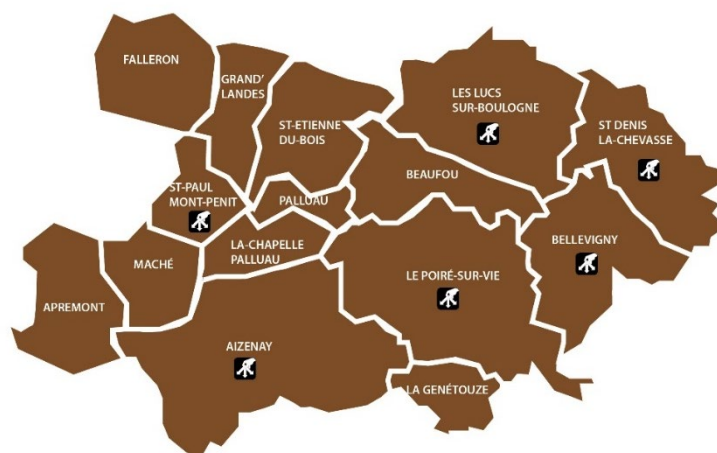 FALLERON
GRAND'
LANDES
ST-ETIENNE
DU-BOIS
LES LUCS
SUR-BOULOGNE
ST DENIS
LA-CHEVASSE
ST-PAUL
MONT-PENIT
PALLUAU
BEAUFOU
LA-CHAPELLE
PALLUAU
BELLEVIGNY
MACHÉ
LE POIRÉ-SUR-VIE
APREMONT
AIZENAY
LA GENÉTOUZE